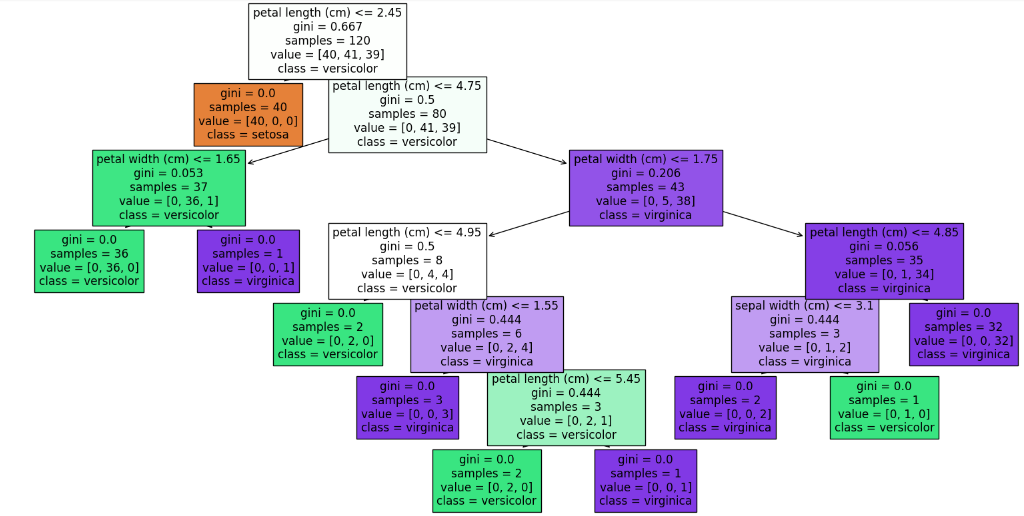 petal length (cm) <= 2.45
gini = 0.667
samples = 120
value = [40, 41, 39]
class = versicolor
gini = 0.0
samples = 40
value = [40, 0, 0]
class = setosa
petal length (cm) <= 4.75
gini = 0.5
samples = 80
value = [0, 41, 39]
class = versicolor
petal width (cm) <= 1.65
gini = 0.053
samples = 37
value = [0, 36, 1]
class = versicolor
petal width (cm) <= 1.75
gini = 0.206
samples = 43
value = [0, 5, 38]
class = virginica
gini = 0.0
samples = 36
value = [0, 36, 0]
class = versicolor
gini = 0.0
samples = 1
value = [0, 0, 1]
class = virginica
petal length (cm) <= 4.95
gini = 0.5
samples = 8
value = [0, 4, 4]
class = versicolor
petal length (cm) <= 4.85
gini = 0.056
samples = 35
value = [0, 1, 34]
class = virginica
gini = 0.0
samples = 2
value = [0, 2, 0]
class = versicolor
petal width (cm) <= 1.55
gini = 0.444
samples = 6
value = [0, 2, 4]
class = virginica
sepal width (cm) <= 3.1
gini = 0.444
samples = 3
value = [0, 1, 2]
class = virginica
gini = 0.0
samples = 32
value = [0, 0, 32]
class = virginica
gini = 0.0
samples = 3
value = [0, 0, 3]
class = virginica
petal length (cm) <= 5.45
gini = 0.444
samples = 3
value = [0, 2, 1]
class = versicolor
gini = 0.0
samples = 2
value = [0, 0, 2]
class = virginica
gini = 0.0
samples = 1
value = [0, 1, 0]
class = versicolor
gini = 0.0
samples = 2
value = [0, 2, 0]
class = versicolor
gini = 0.0
samples = 1
value = [0, 0, 1]
class = virginica